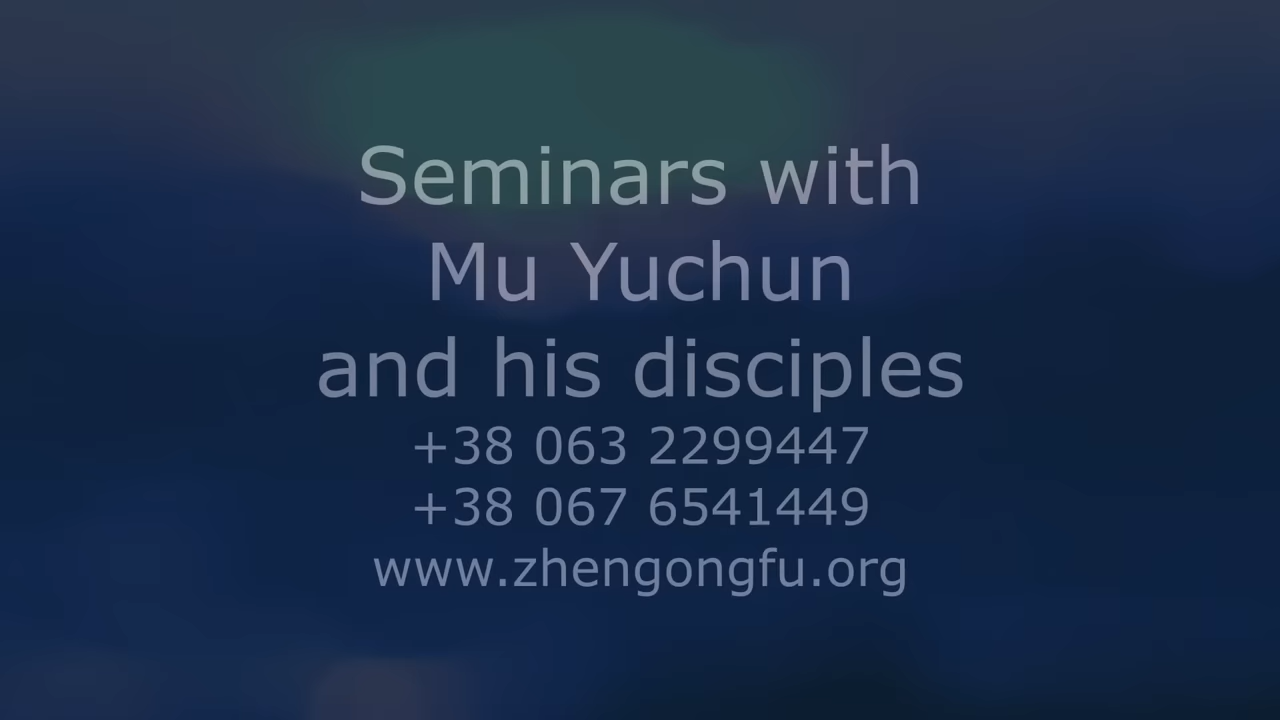 Seminars with
Mu Yuchun
and his disciples
+38 063 2299447
+38 067 6541449
www.zhengongfu.org